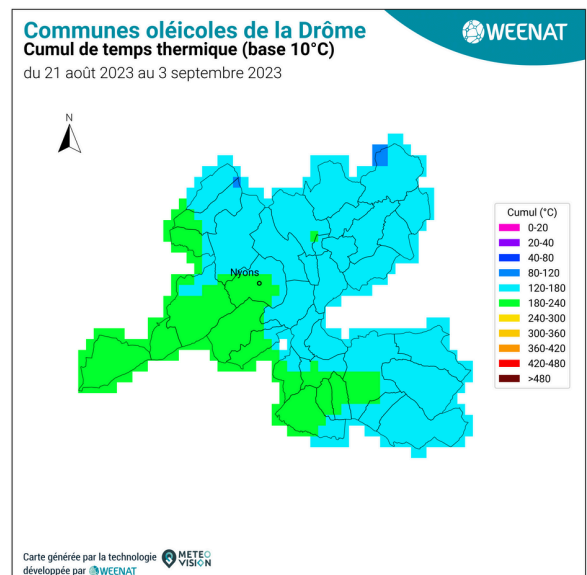 Communes oléicoles de la Drôme
Cumul de temps thermique (base 10°C)
du 21 août 2023 au 3 septembre 2023
WEENAT
N
Nyons
Cumul (°C)
0-20
20-40
40-80
80-120
120-180
180-240
240-300
300-360
360-420
420-480
>480
Carte générée par la technologie METEO VISION
développée par WEENAT